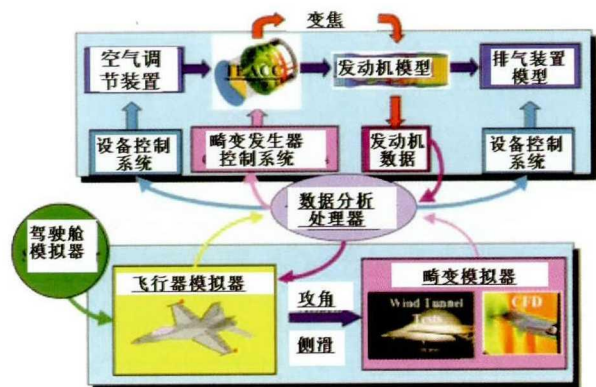 变焦
空气调
节装置
TEACC
发动机模型
排气装置
模型
设备控制
系统
畸变发生器
控制系统
发动机
数据
设备控制
系统
数据分析
处理器
驾驶舱
模拟器
飞行器模拟器
攻角
侧滑
畸变模拟器
Wind Tunnel
Tests
CFD